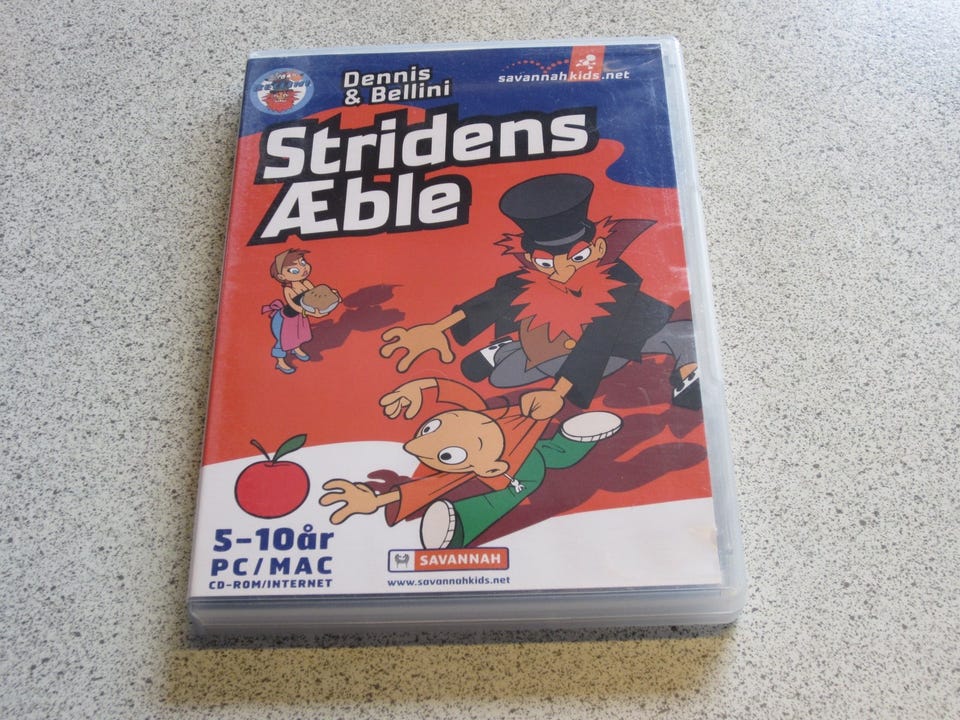 Dennis
& Bellini
savannahkids.net
Stridens
Æble
5-10år
PC/MAC
CD-ROM/INTERNET
SAVANNAH
www.savannahkids.net